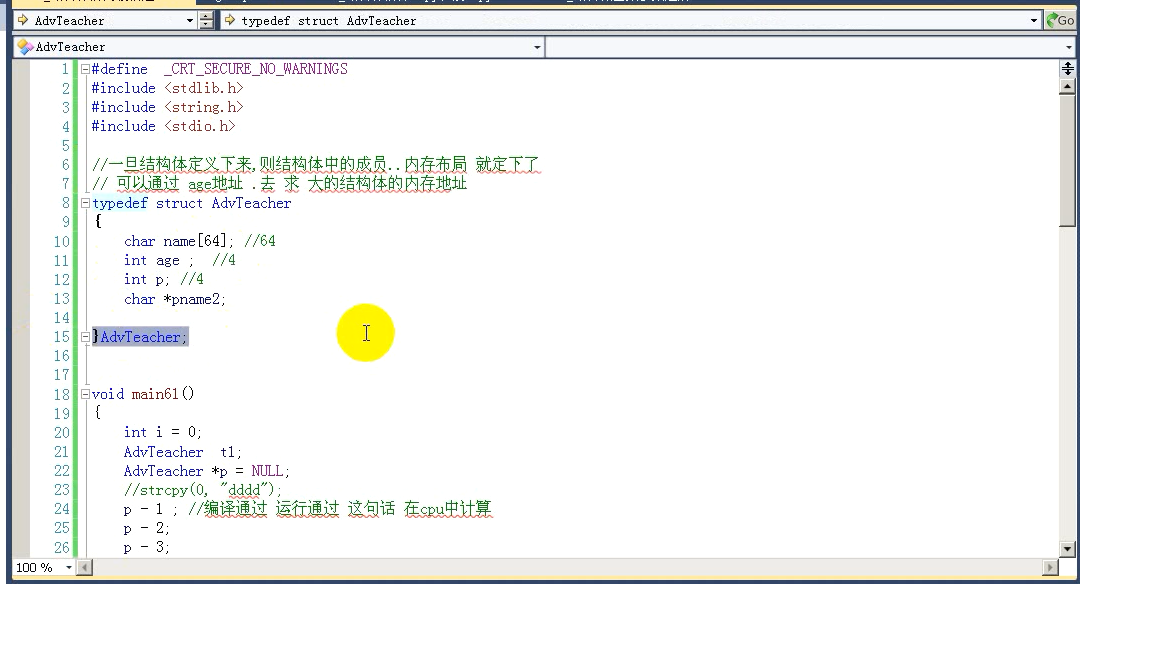 AdvTeacher typedef struct AdvTeacher Go
AdvTeacher
1 #define _CRT_SECURE_NO_WARNINGS
2 #include <stdlib.h>
3 #include <string.h>
4 #include <stdio.h>
5
6 //一旦结构体定义下来,则结构体中的成员..内存布局 就定下了
7 // 可以通过 age地址 .去 求 大的结构体的内存地址
8 typedef struct AdvTeacher
9 {
10 char name[64]; //64
11 int age ; //4
12 int p; //4
13 char *pname2;
14
15 }AdvTeacher;
16
17
18 void main61()
19 {
20 int i = 0;
21 AdvTeacher t1;
22 AdvTeacher *p = NULL;
23 //strcpy(0, "dddd");
24 p - 1 ; //编译通过 运行通过 这句话 在cpu中计算
25 p - 2;
26 p - 3;
100 %